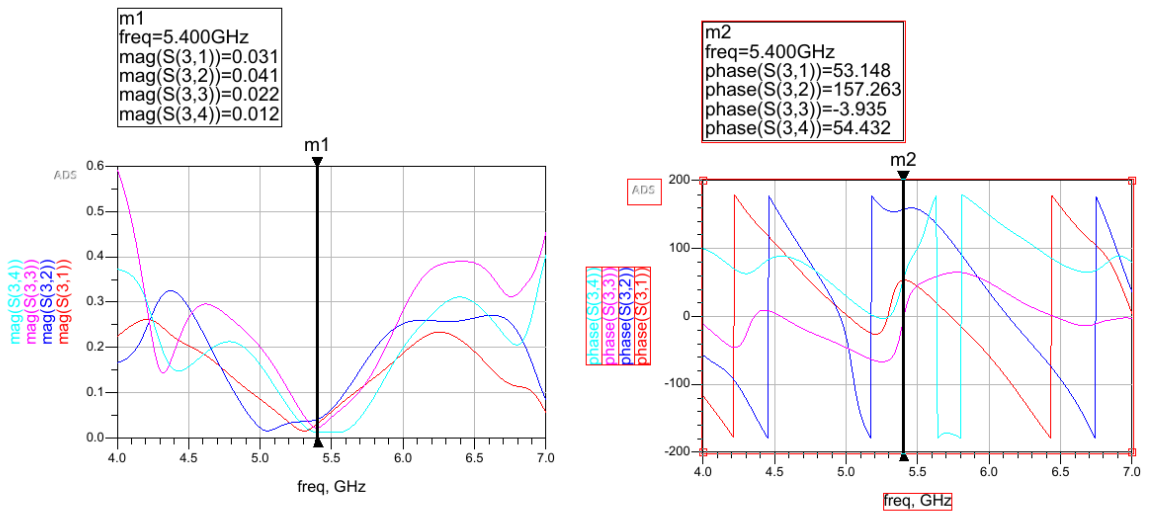 m1
freq=5.400GHz
mag(S(3,1))=0.031
mag(S(3,2))=0.041
mag(S(3,3))=0.022
mag(S(3,4))=0.012
m1
ADS
0.6
0.5
0.4
0.3
0.2
0.1
0.0
mag(S(3,4))
mag(S(3,3))
mag(S(3,2))
mag(S(3,1))
4.0 4.5 5.0 5.5 6.0 6.5 7.0
freq, GHz
m2
freq=5.400GHz
phase(S(3,1))=53.148
phase(S(3,2))=157.263
phase(S(3,3))=-3.935
phase(S(3,4))=54.432
m2
ADS
200
100
0
-100
-200
phase(S(3,4))
phase(S(3,3))
phase(S(3,2))
phase(S(3,1))
4.0 4.5 5.0 5.5 6.0 6.5 7.0
freq, GHz